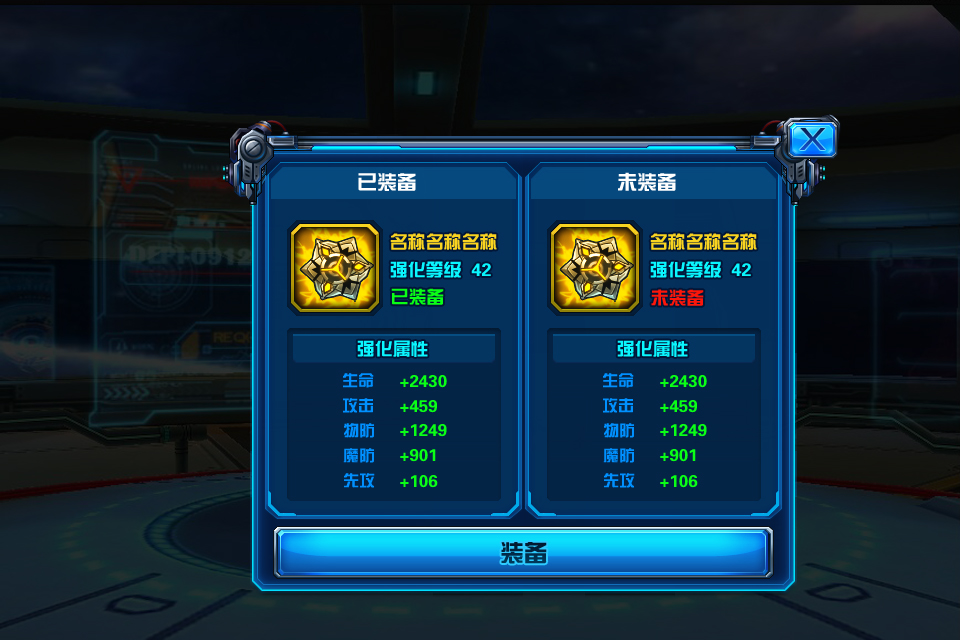 已装备
名称名称名称
强化等级 42
已装备
强化属性
生命 +2430
攻击 +459
物防 +1249
魔防 +901
先攻 +106
未装备
名称名称名称
强化等级 42
未装备
强化属性
生命 +2430
攻击 +459
物防 +1249
魔防 +901
先攻 +106
装备
DEPT-0912